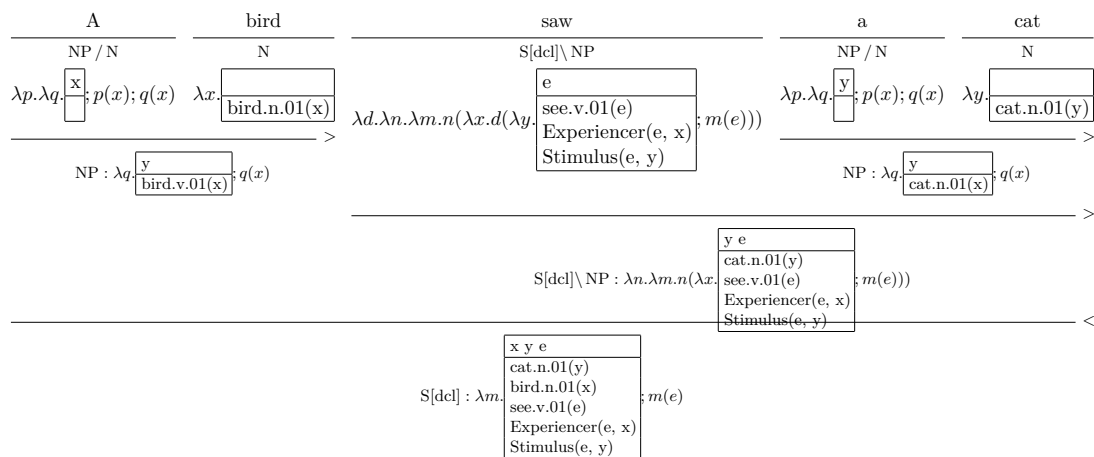 A bird saw a cat
NP / N N S[dcl]\ NP NP / N N
λp.λq. x ; p(x); q(x) λx. bird.n.01(x) λd.λn.λm.n(λx.d(λy. e see.v.01(e) Experiencer(e, x) Stimulus(e, y) ; m(e))) λp.λq. y ; p(x); q(x) λy. cat.n.01(y)
> >
NP : λq. y bird.v.01(x) ; q(x) NP : λq. y cat.n.01(x) ; q(x)
>
S[dcl]\ NP : λn.λm.n(λx. y e cat.n.01(y) see.v.01(e) Experiencer(e, x) Stimulus(e, y) ; m(e)))
<
S[dcl] : λm. x y e cat.n.01(y) bird.n.01(x) see.v.01(e) Experiencer(e, x) Stimulus(e, y) ; m(e)